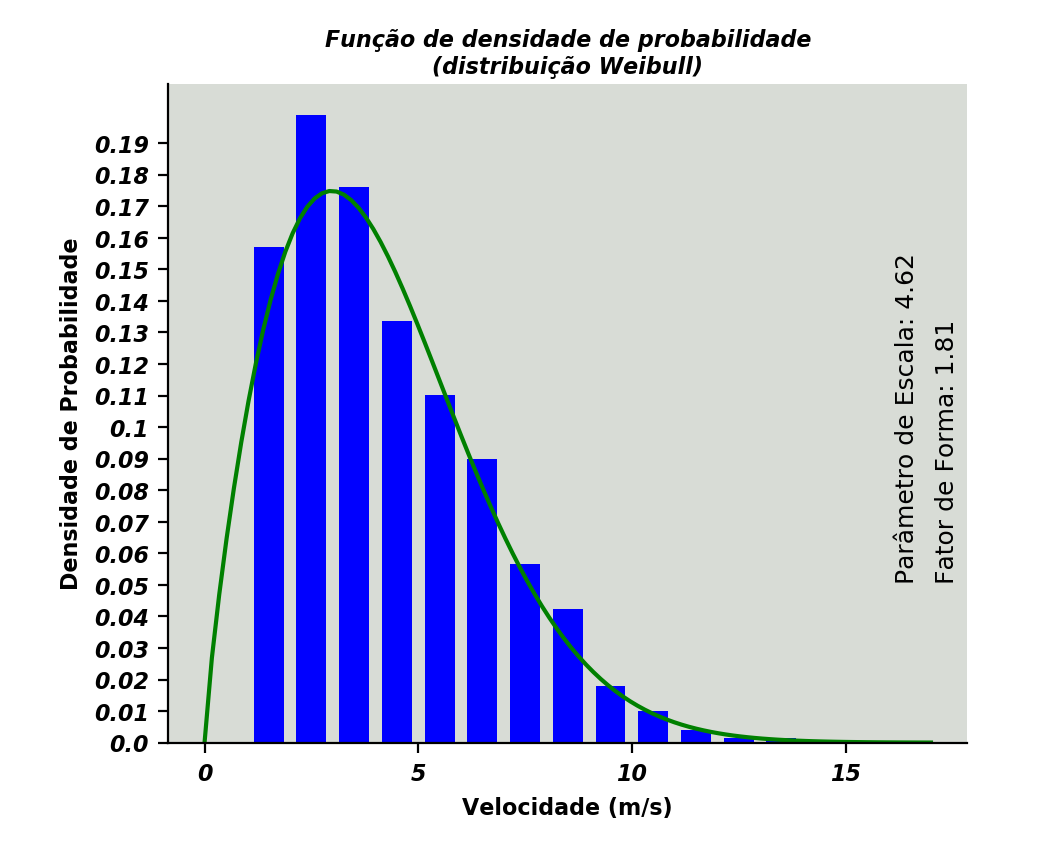 Função de densidade de probabilidade
(distribuição Weibull)
Densidade de Probabilidade
0.19
0.18
0.17
0.16
0.15
0.14
0.13
0.12
0.11
0.1
0.09
0.08
0.07
0.06
0.05
0.04
0.03
0.02
0.01
0.0
Parâmetro de Escala: 4.62
Fator de Forma: 1.81
0 5 10 15
Velocidade (m/s)